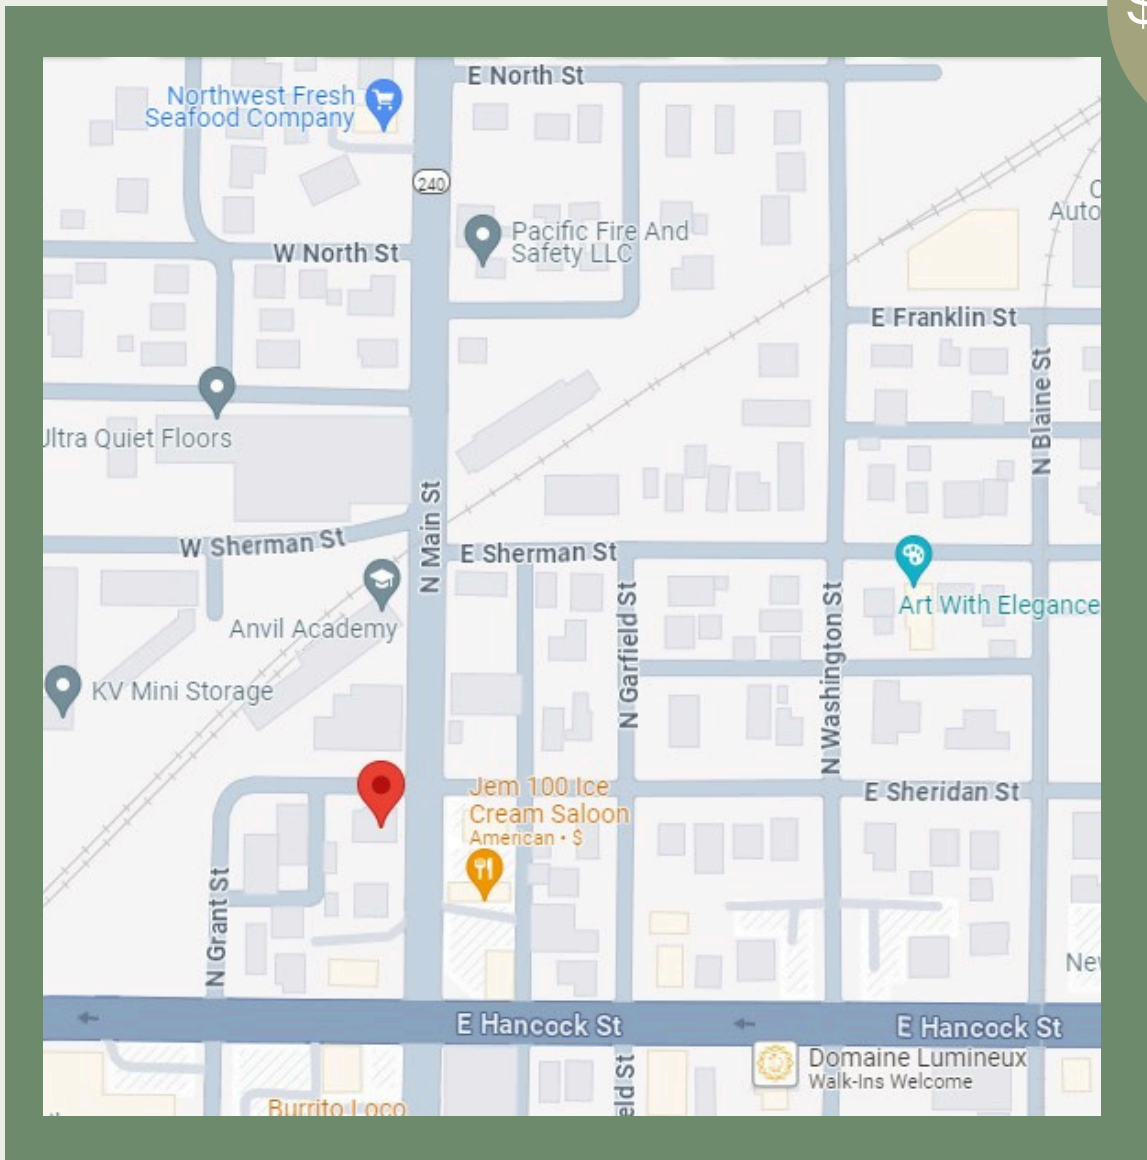 $
E North St
Northwest Fresh
Seafood Company
240
Pacific Fire And
Safety LLC
W North St
Auto
E Franklin St
N Blaine St
Ultra Quiet Floors
N Main St
W Sherman St
E Sherman St
Anvil Academy
N Garfield St
N Washington St
Art With Elegance
KV Mini Storage
Jem 100 Ice
Cream Saloon
American • $
E Sheridan St
N Grant St
E Hancock St
E Hancock St
Domaine Lumineux
Walk-Ins Welcome
eld St
Burrito Loco